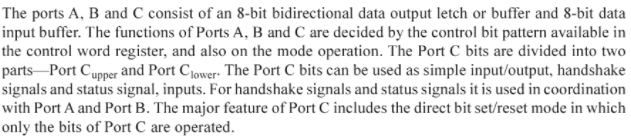 The ports A, B and C consist of an 8-bit bidirectional data output letch or buffer and 8-bit data
input buffer. The functions of Ports A, B and C are decided by the control bit pattern available in
the control word register, and also on the mode operation. The Port C bits are divided into two
parts—Port Cupper and Port Clower. The Port C bits can be used as simple input/output, handshake
signals and status signal, inputs. For handshake signals and status signals it is used in coordination
with Port A and Port B. The major feature of Port C includes the direct bit set/reset mode in which
only the bits of Port C are operated.